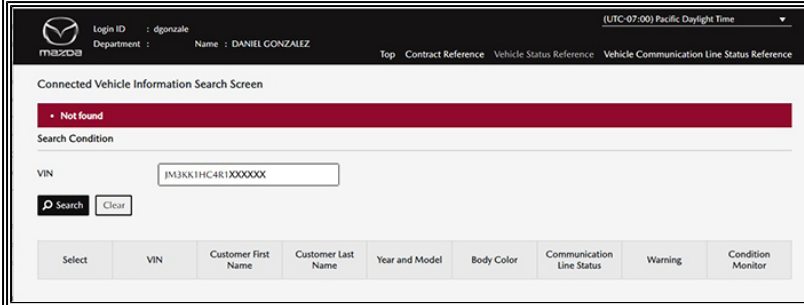 (UTC-07:00) Pacific Daylight Time
Login ID : dgonzale
Department : Name : DANIEL GONZALEZ
mazDa
Top Contract Reference Vehicle Status Reference Vehicle Communication Line Status Reference
Connected Vehicle Information Search Screen
• Not found
Search Condition
VIN JM3KK1HC4R1XXXXXX
Search Clear
Select VIN Customer First Name Customer Last Name Year and Model Body Color Communication Line Status Warning Condition Monitor